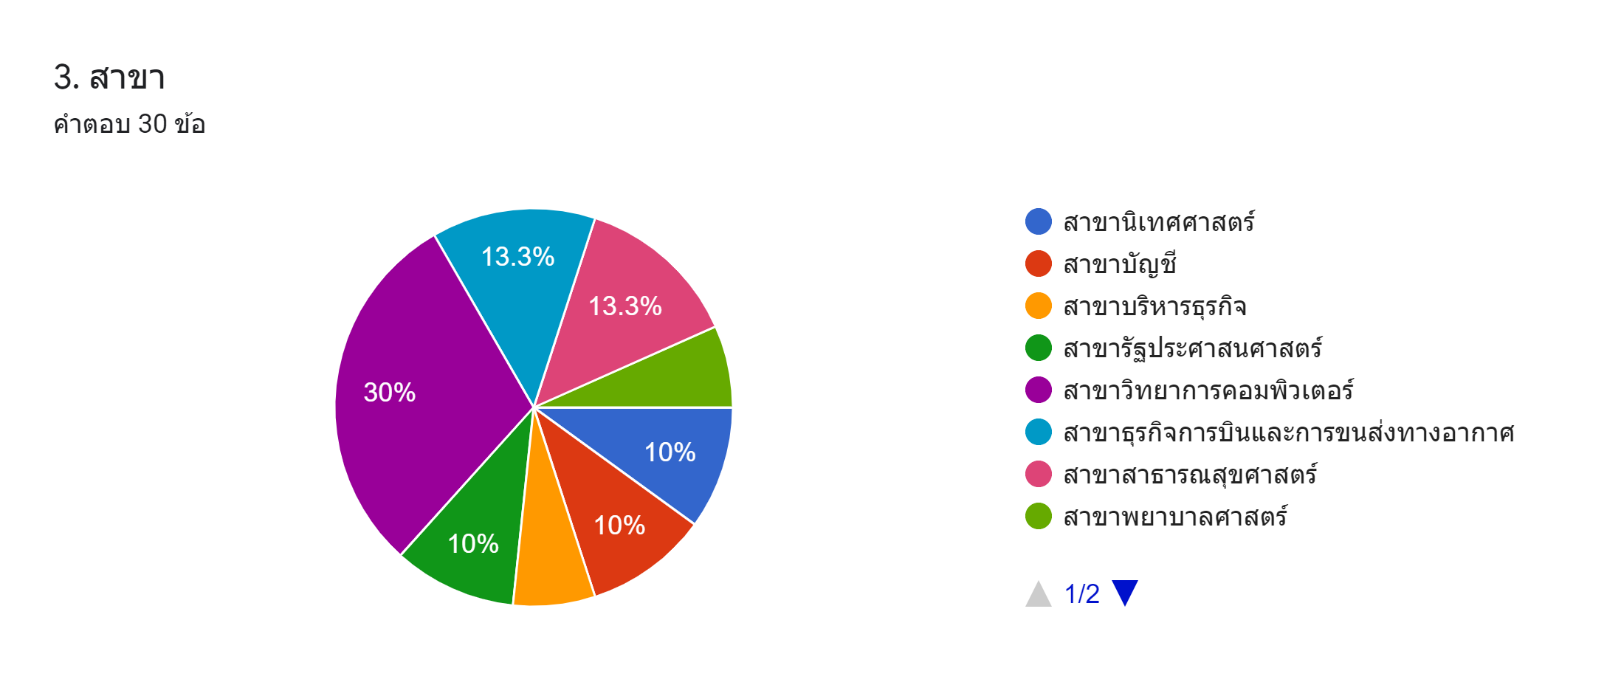 3. สาขา
คำตอบ 30 ข้อ
13.3%
13.3%
30%
10%
10%
10%
สาขานิเทศศาสตร์
สาขาบัญชี
สาขาบริหารธุรกิจ
สาขารัฐประศาสนศาสตร์
สาขาวิทยาการคอมพิวเตอร์
สาขาธุรกิจการบินและการขนส่งทางอากาศ
สาขาสาธารณสุขศาสตร์
สาขาพยาบาลศาสตร์
1/2